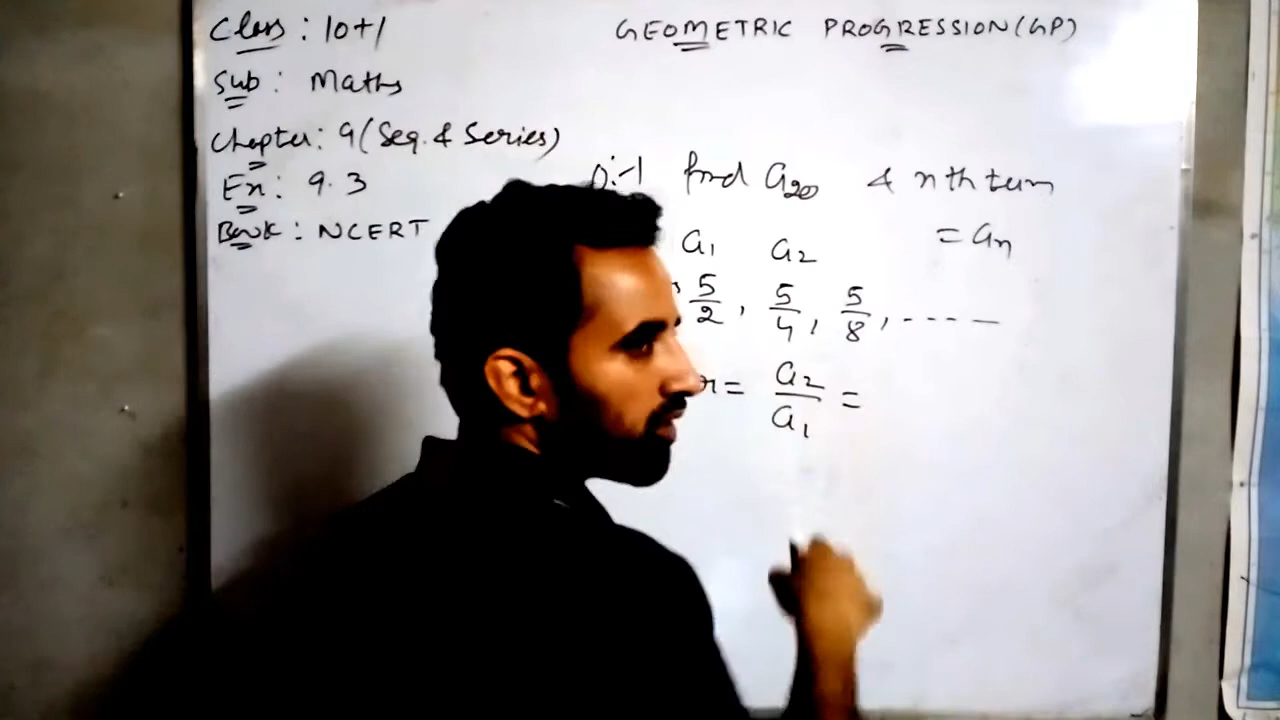 Class : 10+1
GEOMETRIC PROGRESSION (GP)
Sub : Maths
Chapter : 9 (Seq. & Series)
Ex : 9.3
Q:-1 find a₂₀ & nth term
Book : NCERT
= aₙ
a₁ a₂
5/2, 5/4, 5/8, - - - -
r = a₂/a₁ =